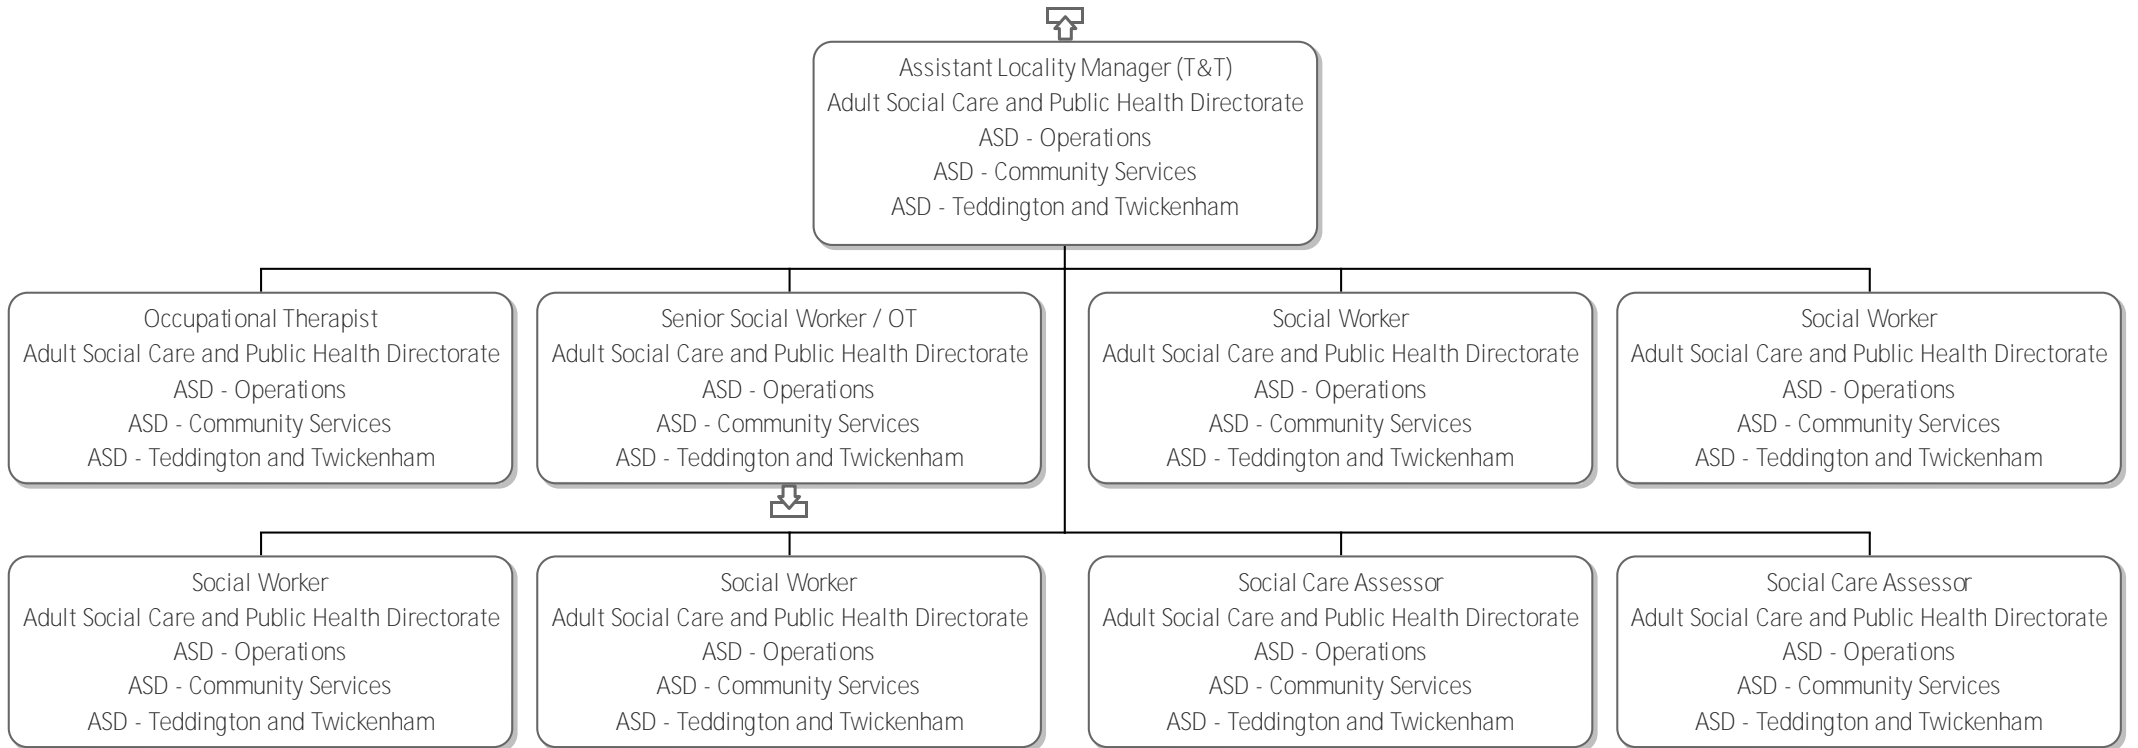 Assistant Locality Manager (T&T)
Adult Social Care and Public Health Directorate
ASD - Operations
ASD - Community Services
ASD - Teddington and Twickenham
Occupational Therapist
Adult Social Care and Public Health Directorate
ASD - Operations
ASD - Community Services
ASD - Teddington and Twickenham
Senior Social Worker / OT
Adult Social Care and Public Health Directorate
ASD - Operations
ASD - Community Services
ASD - Teddington and Twickenham
Social Worker
Adult Social Care and Public Health Directorate
ASD - Operations
ASD - Community Services
ASD - Teddington and Twickenham
Social Worker
Adult Social Care and Public Health Directorate
ASD - Operations
ASD - Community Services
ASD - Teddington and Twickenham
Social Worker
Adult Social Care and Public Health Directorate
ASD - Operations
ASD - Community Services
ASD - Teddington and Twickenham
Social Worker
Adult Social Care and Public Health Directorate
ASD - Operations
ASD - Community Services
ASD - Teddington and Twickenham
Social Care Assessor
Adult Social Care and Public Health Directorate
ASD - Operations
ASD - Community Services
ASD - Teddington and Twickenham
Social Care Assessor
Adult Social Care and Public Health Directorate
ASD - Operations
ASD - Community Services
ASD - Teddington and Twickenham